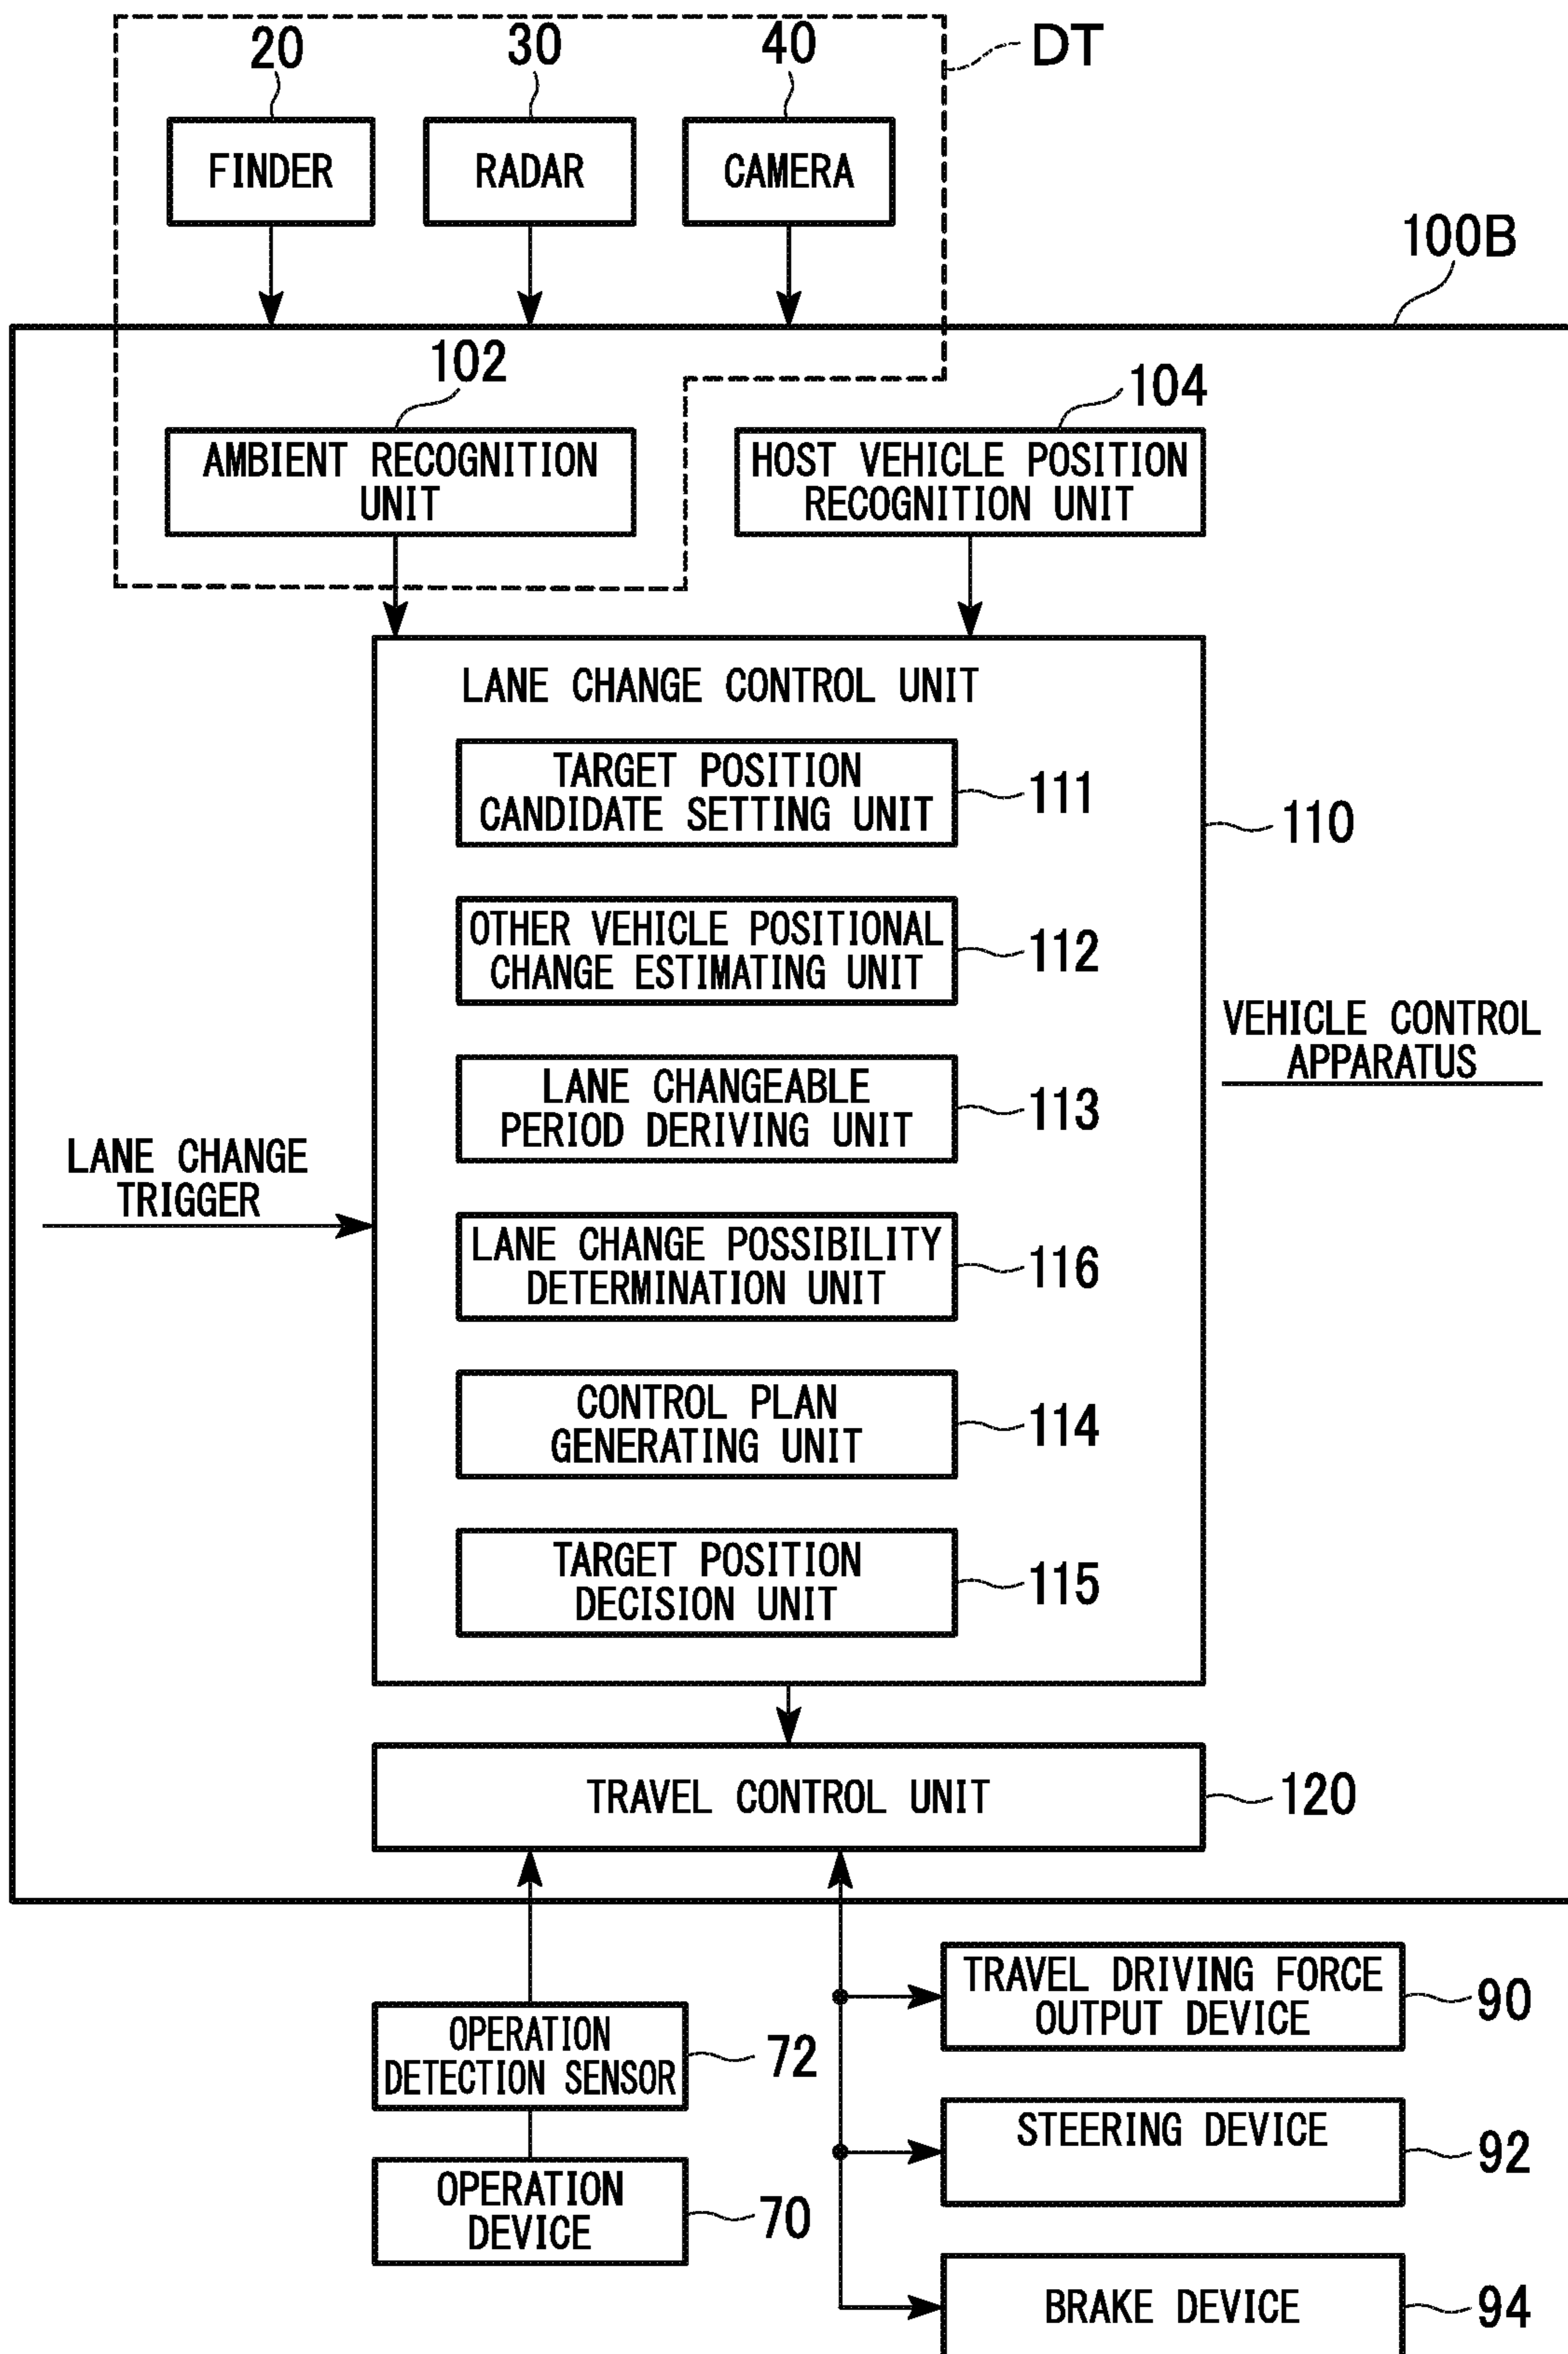 20
30
40
DT
FINDER
RADAR
CAMERA
100B
102
104
AMBIENT RECOGNITION
UNIT
HOST VEHICLE POSITION
RECOGNITION UNIT
LANE CHANGE CONTROL UNIT
TARGET POSITION
CANDIDATE SETTING UNIT
111
110
OTHER VEHICLE POSITIONAL
CHANGE ESTIMATING UNIT
112
VEHICLE CONTROL
APPARATUS
LANE CHANGEABLE
PERIOD DERIVING UNIT
113
LANE CHANGE
TRIGGER
LANE CHANGE POSSIBILITY
DETERMINATION UNIT
116
CONTROL PLAN
GENERATING UNIT
114
TARGET POSITION
DECISION UNIT
115
TRAVEL CONTROL UNIT
120
TRAVEL DRIVING FORCE
OUTPUT DEVICE
90
OPERATION
DETECTION SENSOR
72
STEERING DEVICE
92
OPERATION
DEVICE
70
BRAKE DEVICE
94